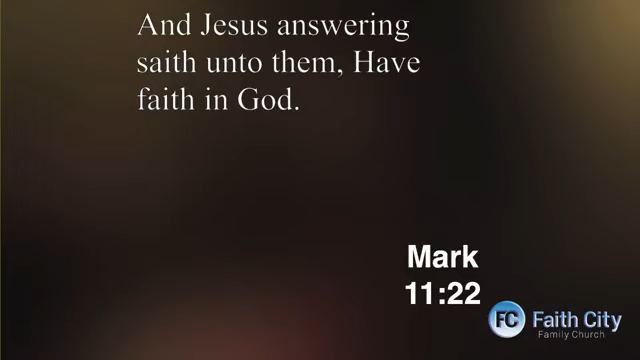 And Jesus answering
saith unto them, Have
faith in God.
Mark
11:22
FC Faith City
Family Church